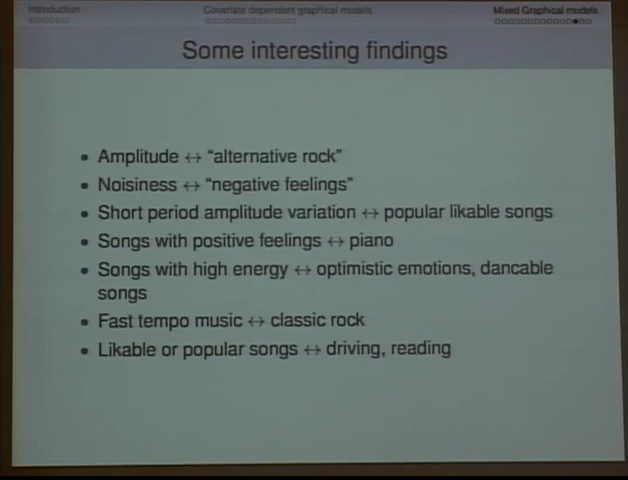 Introduction Covariate dependent graphical models Mixed Graphical models
Some interesting findings
• Amplitude ↔ "alternative rock"
• Noisiness ↔ "negative feelings"
• Short period amplitude variation ↔ popular likable songs
• Songs with positive feelings ↔ piano
• Songs with high energy ↔ optimistic emotions, dancable
songs
• Fast tempo music ↔ classic rock
• Likable or popular songs ↔ driving, reading